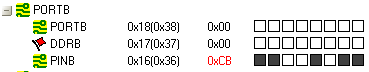 PORTB
PORTB 0x18(0x38) 0x00
DDRB 0x17(0x37) 0x00
PINB 0x16(0x36) 0xCB